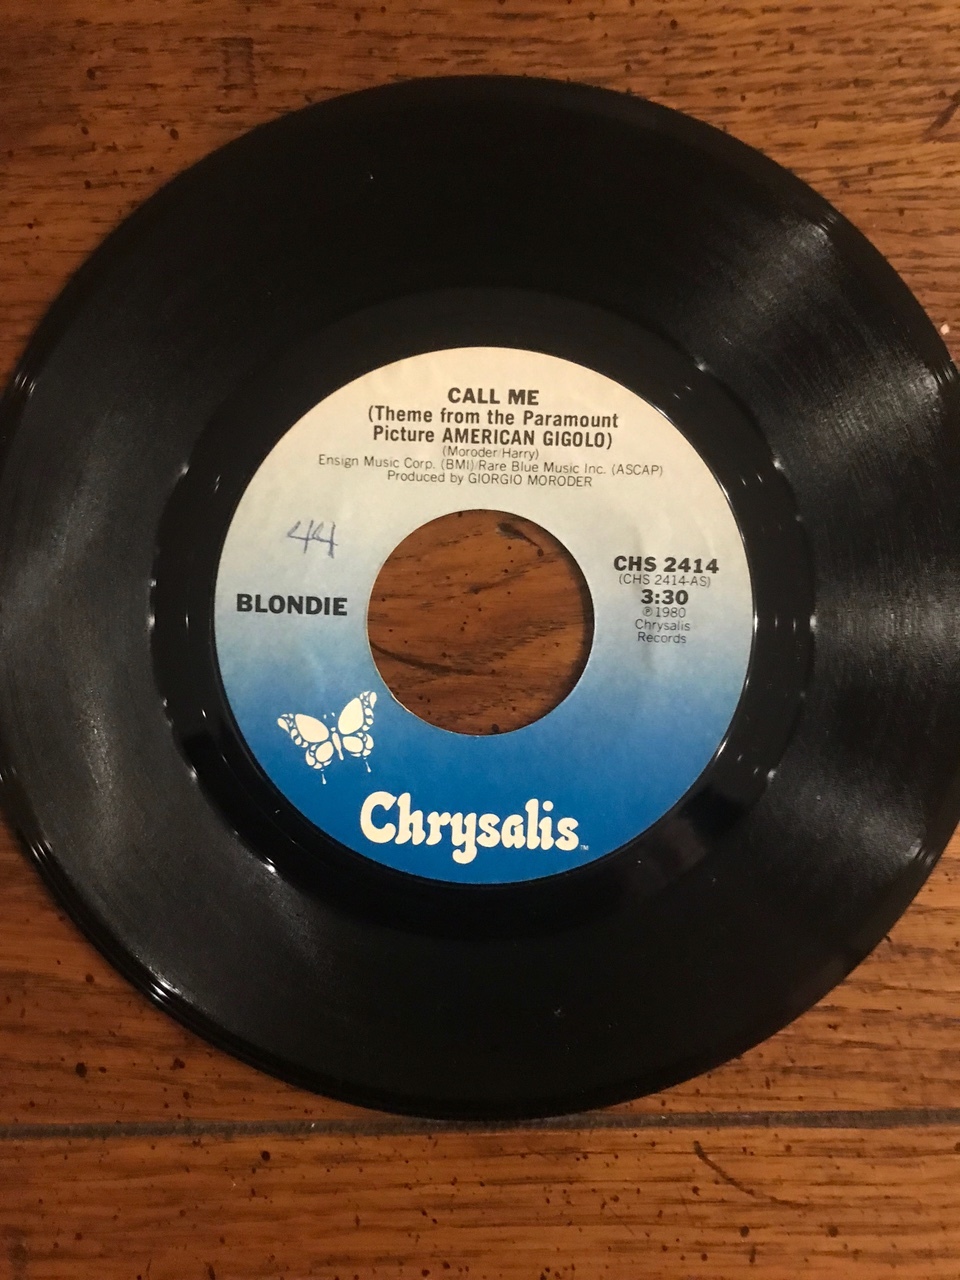 CALL ME
(Theme from the Paramount
Picture AMERICAN GIGOLO)
(Moroder/Harry)
Ensign Music Corp. (BMI)/Rare Blue Music Inc. (ASCAP)
Produced by GIORGIO MORODER
44
BLONDIE
CHS 2414
(CHS 2414-AS)
3:30
℗1980
Chrysalis
Records
Chrysalis™